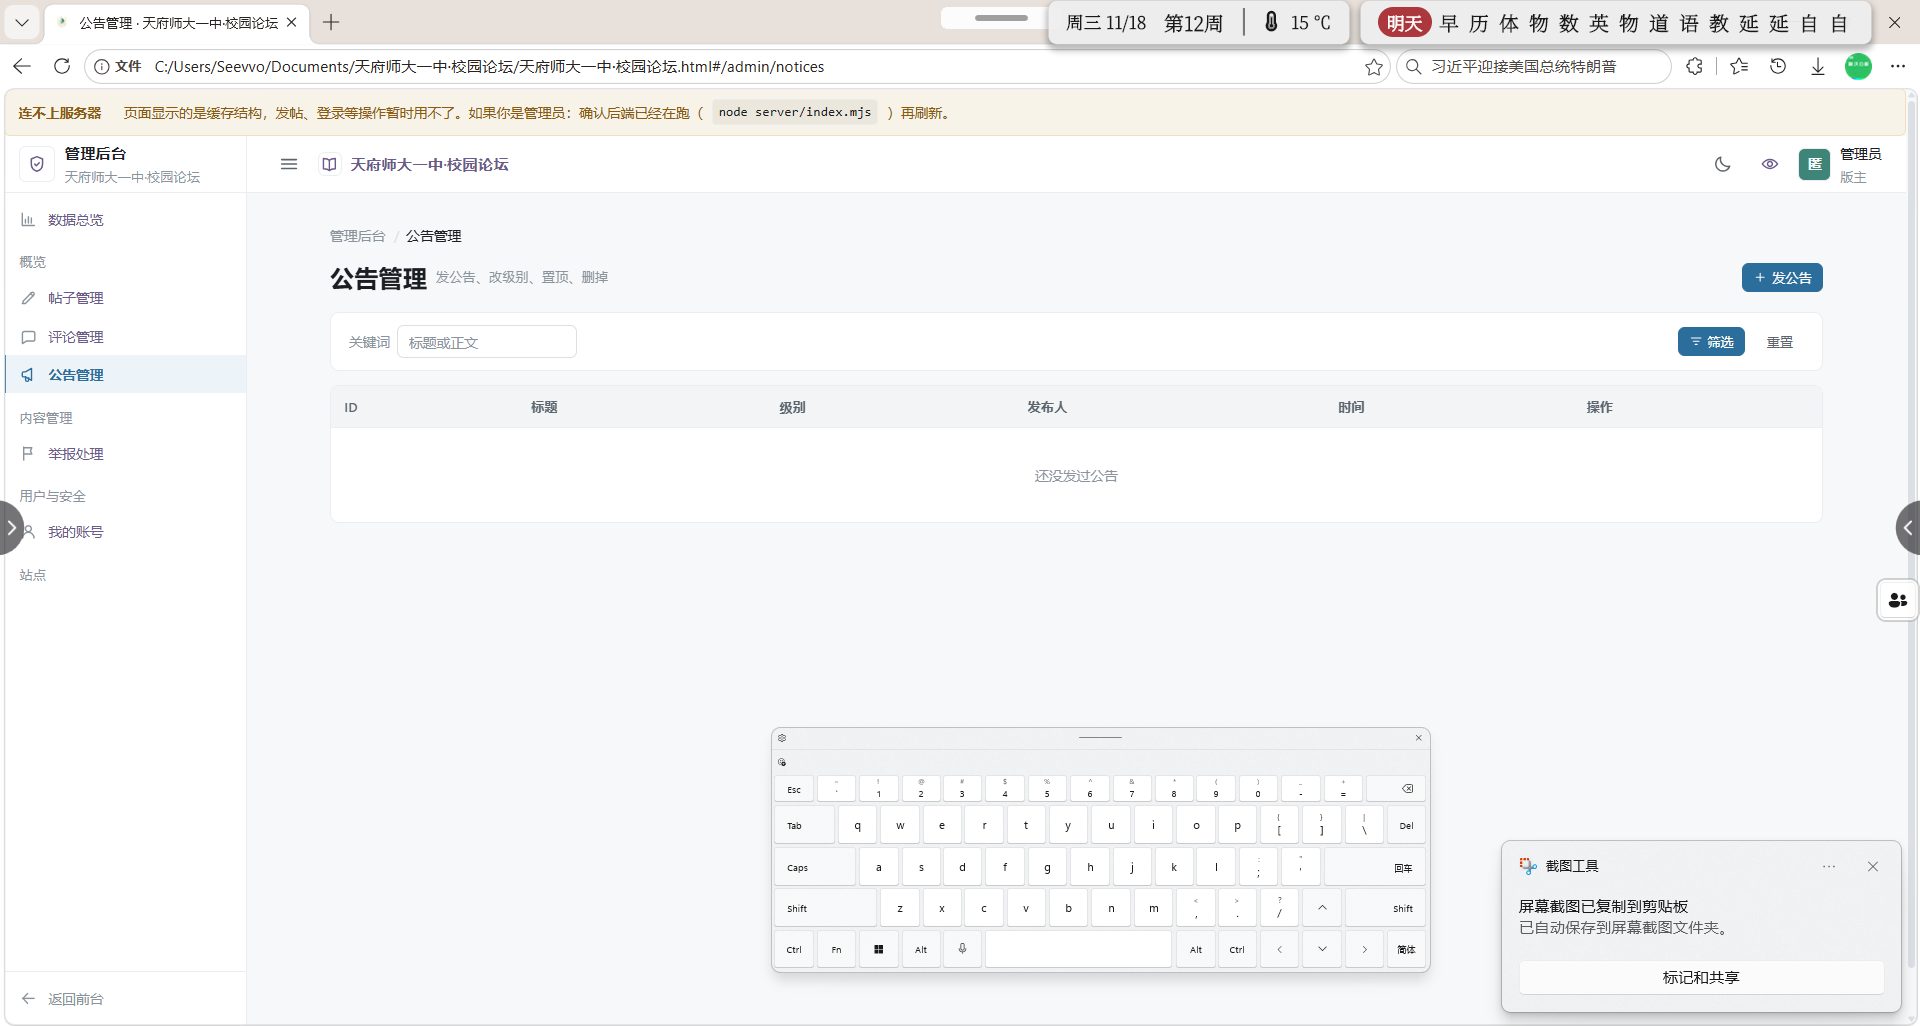 公告管理 · 天府师大一中·校园论坛
周三 11/18 第12周 15 ℃
明天 早 历 体 物 数 英 物 道 语 教 延 延 自 自
文件 C:/Users/Seevvo/Documents/天府师大一中·校园论坛/天府师大一中·校园论坛.html#/admin/notices
习近平迎接美国总统特朗普
连不上服务器 页面显示的是缓存结构，发帖、登录等操作暂时用不了。如果你是管理员：确认后端已经在跑（ node server/index.mjs ）再刷新。
管理后台
天府师大一中·校园论坛
天府师大一中·校园论坛
匿
管理员
版主
数据总览
概览
帖子管理
评论管理
公告管理
内容管理
举报处理
用户与安全
我的账号
站点
返回前台
管理后台 / 公告管理
公告管理 发公告、改级别、置顶、删掉
+ 发公告
关键词 标题或正文
筛选 重置
ID 标题 级别 发布人 时间 操作
还没发过公告
Esc ~ ` ! 1 @ 2 # 3 $ 4 % 5 ^ 6 & 7 * 8 ( 9 ) 0 _ - + =
Tab q w e r t y u i o p { [ } ] | \ Del
Caps a s d f g h j k l : ; " ' 回车
Shift z x c v b n m < , > . ? / Shift
Ctrl Fn Alt Alt Ctrl 简体
截图工具
屏幕截图已复制到剪贴板
已自动保存到屏幕截图文件夹。
标记和共享